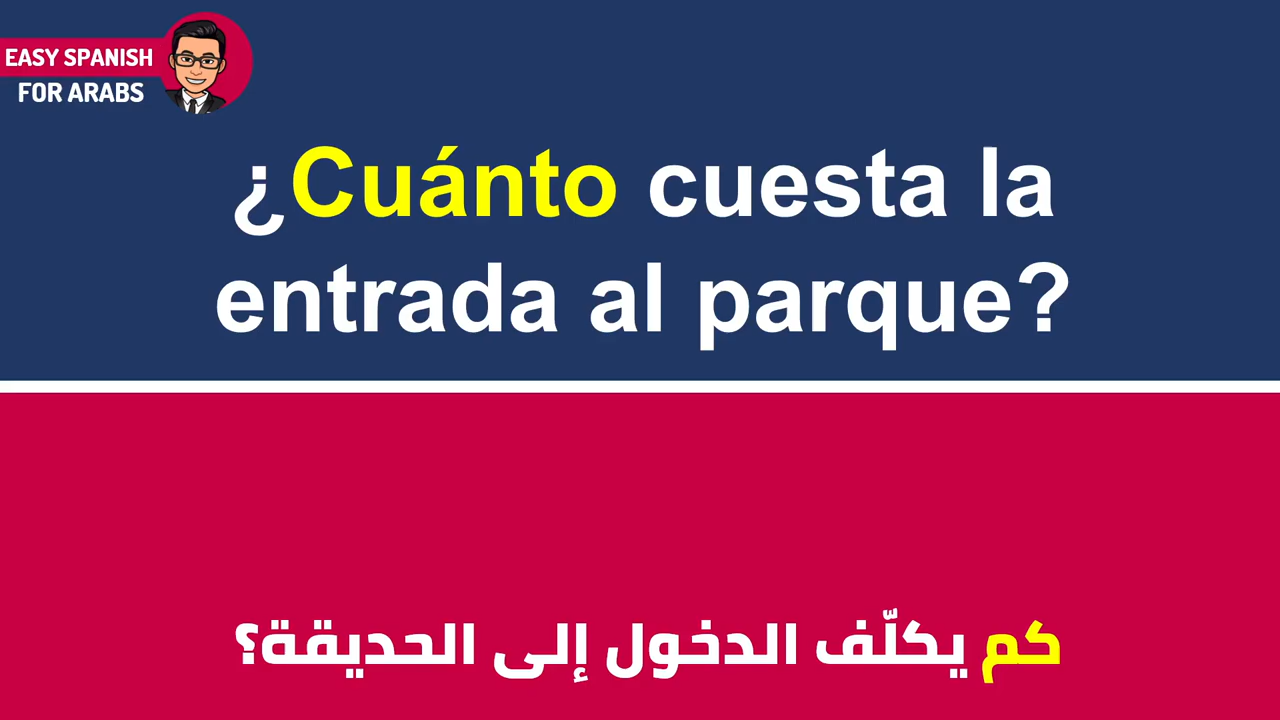 EASY SPANISH
FOR ARABS
¿Cuánto cuesta la
entrada al parque?
كم يكلّف الدخول إلى الحديقة؟